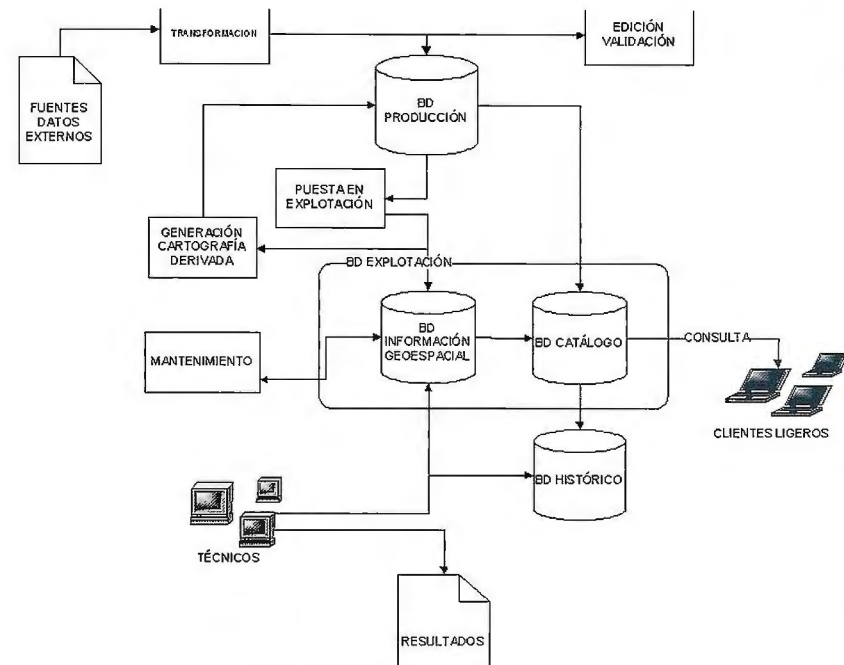 TRANSFORMACION
EDICIÓN
VALIDACIÓN
FUENTES
DATOS
EXTERNOS
BD
PRODUCCIÓN
PUESTA EN
EXPLOTACIÓN
GENERACIÓN
CARTOGRAFÍA
DERIVADA
BD EXPLOTACIÓN
BD
INFORMACIÓN
GEOESPACIAL
BD CATÁLOGO
CONSULTA
MANTENIMIENTO
CLIENTES LIGEROS
BD HISTÓRICO
TÉCNICOS
RESULTADOS